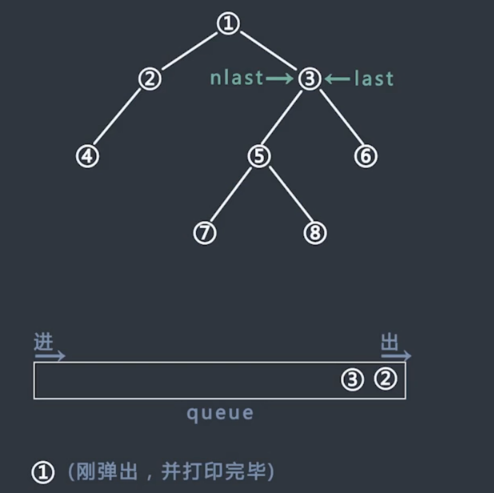 ①
② nlast→③←last
④ ⑤ ⑥
⑦ ⑧
进 出
③ ②
queue
① (刚弹出，并打印完毕)